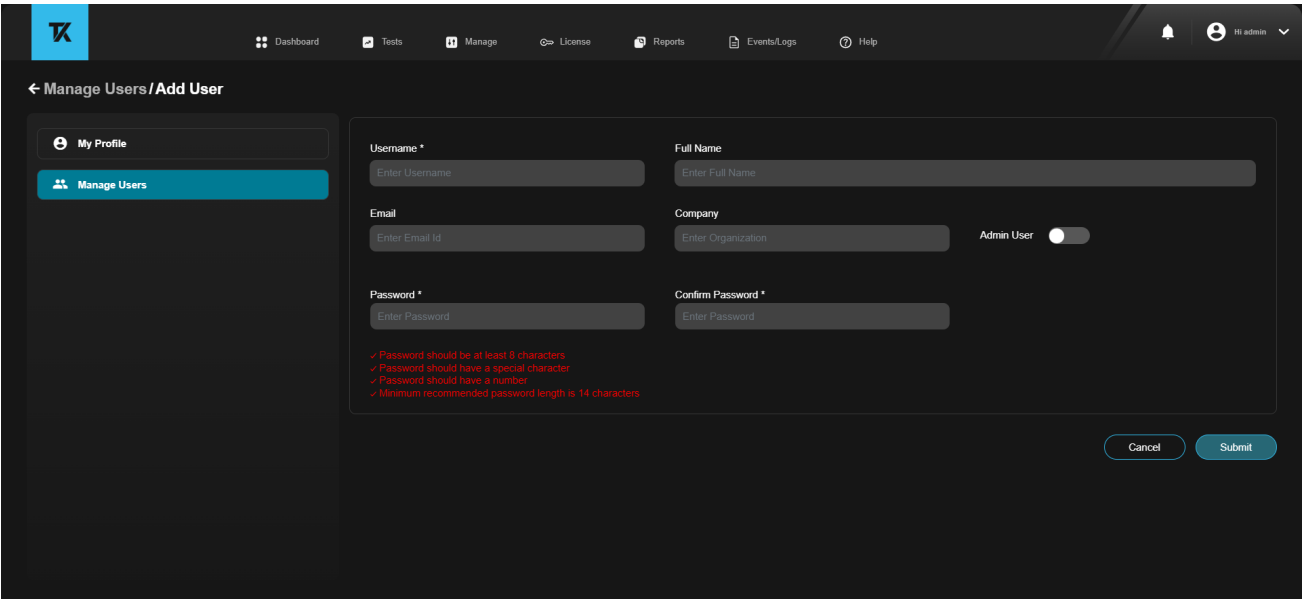 TK
Dashboard Tests Manage License Reports Events/Logs Help Hi admin
Manage Users/Add User
My Profile
Manage Users
Username * Full Name
Enter Username Enter Full Name
Email Company
Enter Email Id Enter Organization Admin User
Password * Confirm Password *
Enter Password Enter Password
Password should be at least 8 characters
Password should have a special character
Password should have a number
Minimum recommended password length is 14 characters
Cancel Submit